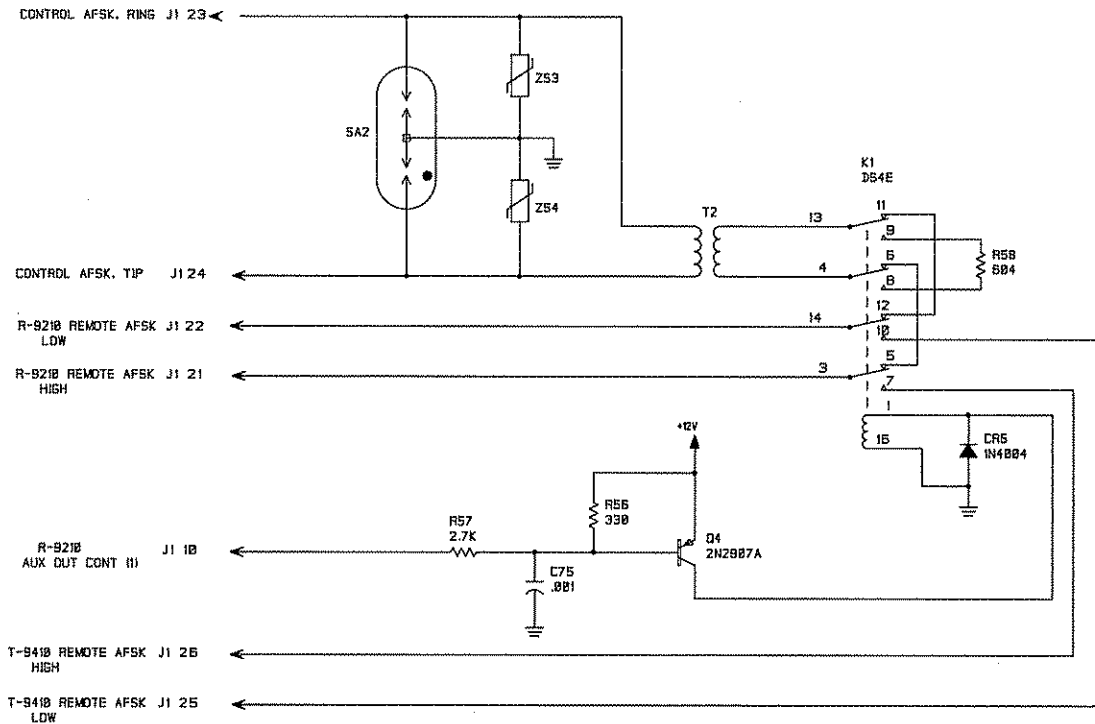 CONTROL AFSK. RING J1 23
ZS3
SA2
K1
DS4E
ZS4
T2
11
13
9
6
R58
604
CONTROL AFSK. TIP J1 24
4
8
12
R-9210 REMOTE AFSK J1 22
LOW
14
10
5
R-9210 REMOTE AFSK J1 21
HIGH
3
7
1
+12V
16
CR5
1N4004
R56
330
R57
2.7K
Q4
2N2907A
R-9210
AUX OUT CONT (1)
J1 10
C75
.001
T-9410 REMOTE AFSK J1 26
HIGH
T-9410 REMOTE AFSK J1 25
LOW